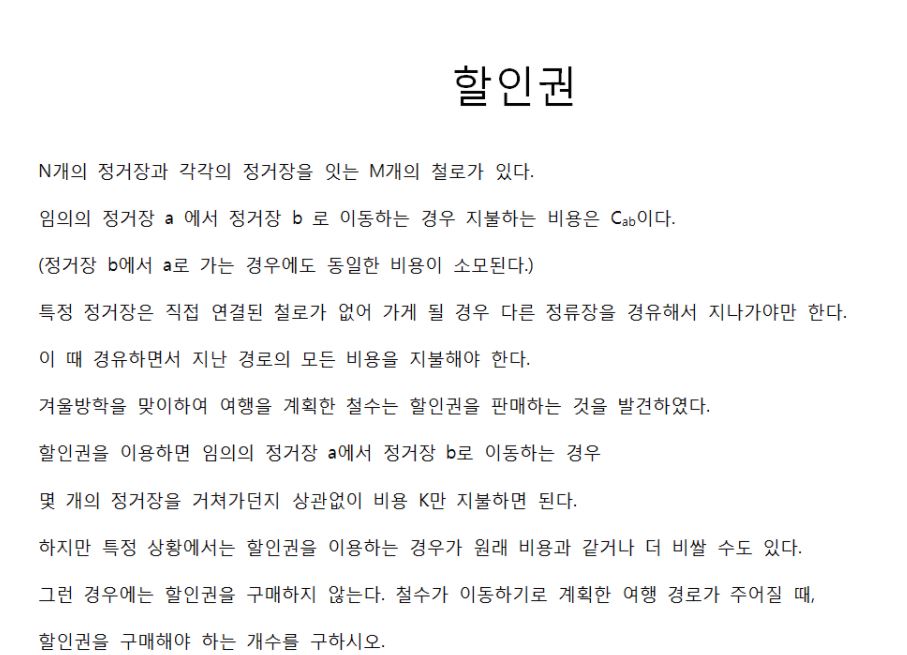 할인권
N개의 정거장과 각각의 정거장을 잇는 M개의 철로가 있다.
임의의 정거장 a 에서 정거장 b 로 이동하는 경우 지불하는 비용은 Cab이다.
(정거장 b에서 a로 가는 경우에도 동일한 비용이 소모된다.)
특정 정거장은 직접 연결된 철로가 없어 가게 될 경우 다른 정류장을 경유해서 지나가야만 한다.
이 때 경유하면서 지난 경로의 모든 비용을 지불해야 한다.
겨울방학을 맞이하여 여행을 계획한 철수는 할인권을 판매하는 것을 발견하였다.
할인권을 이용하면 임의의 정거장 a에서 정거장 b로 이동하는 경우
몇 개의 정거장을 거쳐가던지 상관없이 비용 K만 지불하면 된다.
하지만 특정 상황에서는 할인권을 이용하는 경우가 원래 비용과 같거나 더 비쌀 수도 있다.
그런 경우에는 할인권을 구매하지 않는다. 철수가 이동하기로 계획한 여행 경로가 주어질 때,
할인권을 구매해야 하는 개수를 구하시오.